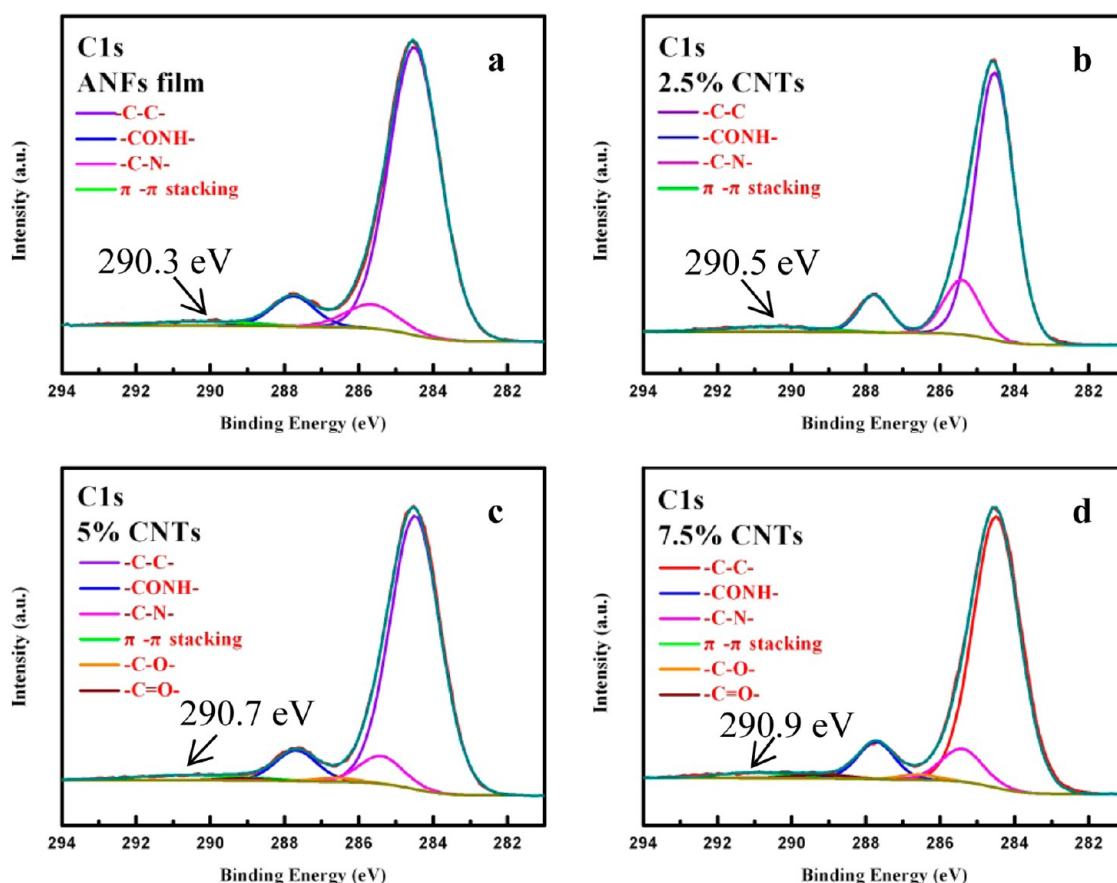 C1s
ANFs film
a
-C-C-
-CONH-
-C-N-
π -π stacking
290.3 eV
Intensity (a.u.)
294 292 290 288 286 284 282
Binding Energy (eV)
C1s
2.5% CNTs
b
-C-C
-CONH-
-C-N-
π -π stacking
290.5 eV
Intensity (a.u.)
294 292 290 288 286 284 282
Binding Energy (eV)
C1s
5% CNTs
c
-C-C-
-CONH-
-C-N-
π -π stacking
-C-O-
-C=O-
290.7 eV
Intensity (a.u.)
294 292 290 288 286 284 282
Binding Energy (eV)
C1s
7.5% CNTs
d
-C-C-
-CONH-
-C-N-
π -π stacking
-C-O-
-C=O-
290.9 eV
Intensity (a.u.)
294 292 290 288 286 284 282
Binding Energy (eV)